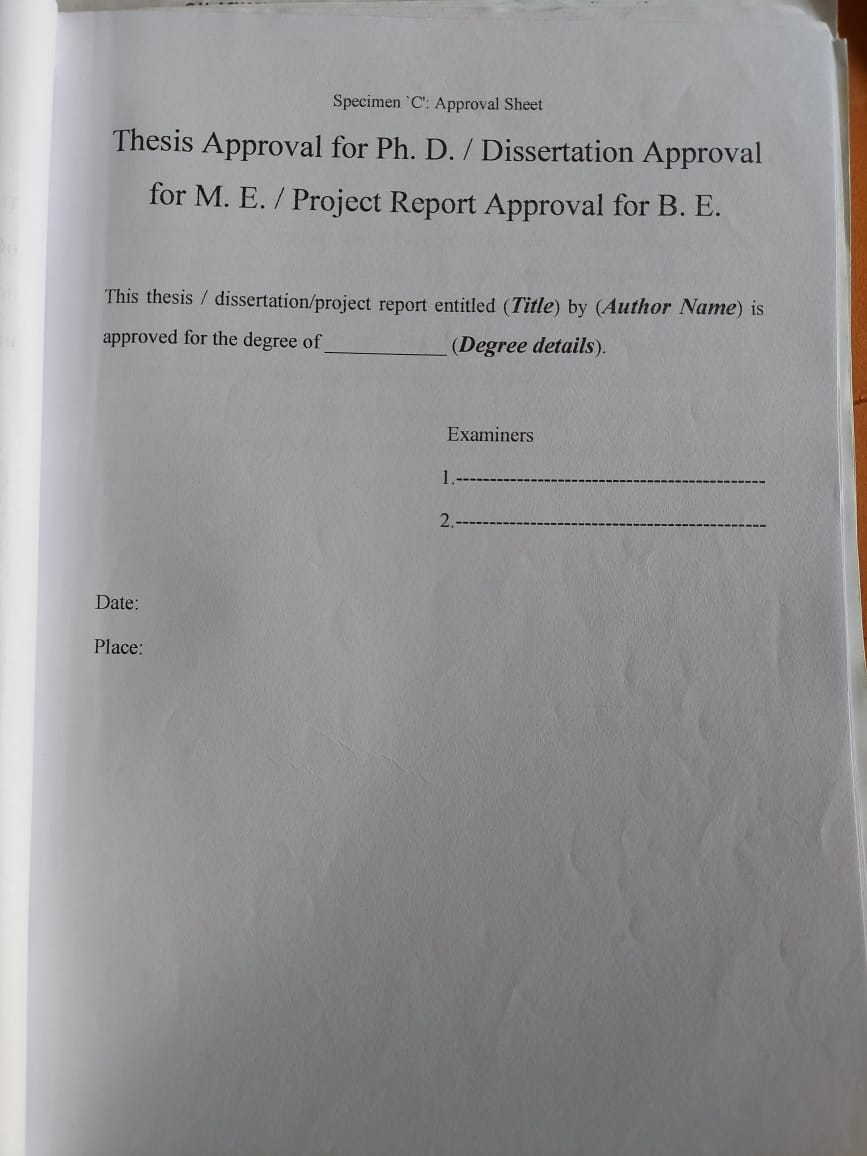 Specimen `C': Approval Sheet
Thesis Approval for Ph. D. / Dissertation Approval
for M. E. / Project Report Approval for B. E.
This thesis / dissertation/project report entitled (Title) by (Author Name) is
approved for the degree of ____________ (Degree details).
Examiners
1.-----------------------------------------------
2.-----------------------------------------------
Date:
Place: